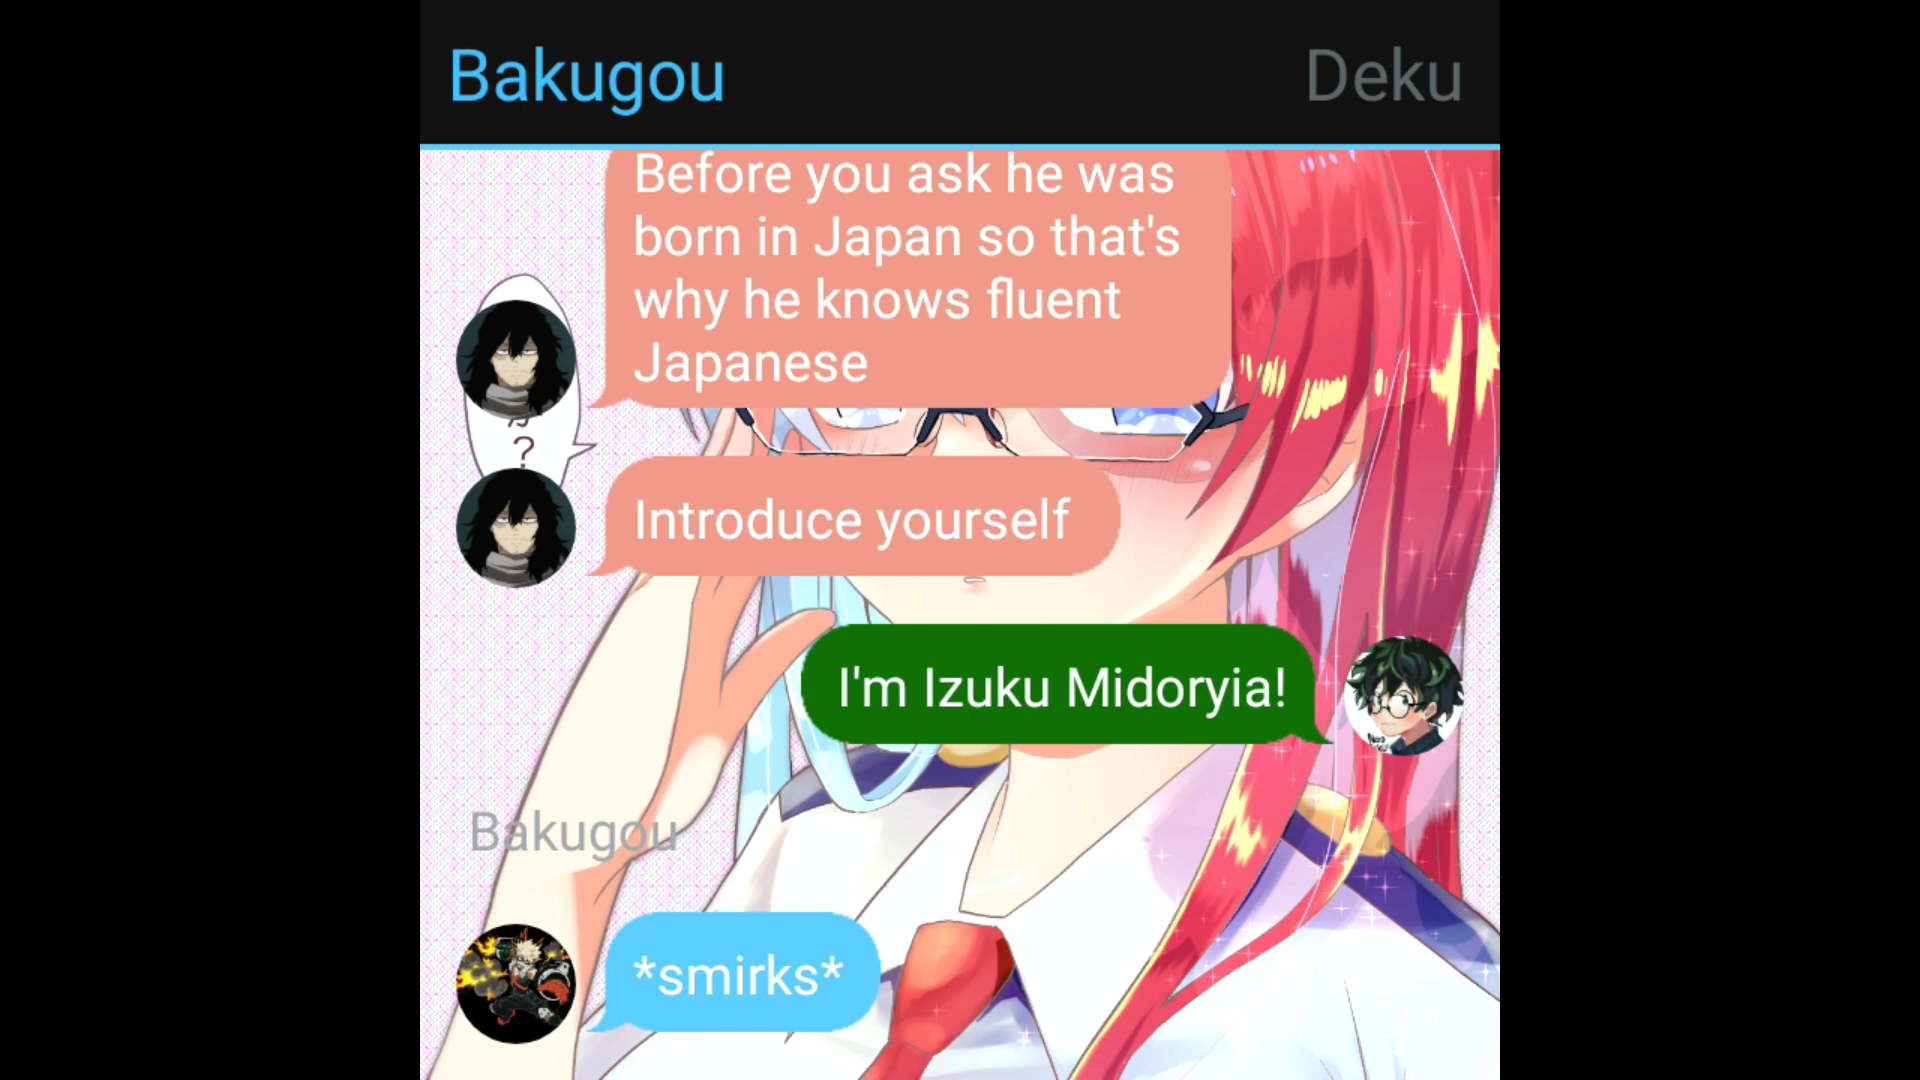 Bakugou Deku
Before you ask he was
born in Japan so that's
why he knows fluent
Japanese
?
Introduce yourself
I'm Izuku Midoryia!
Bakugou
*smirks*